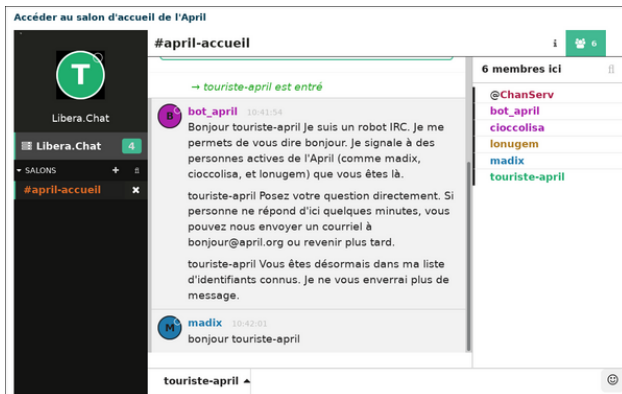 Accéder au salon d'accueil de l'April
T
Libera.Chat
Libera.Chat 4
SALONS +
#april-accueil ×
#april-accueil
i 6
→ touriste-april est entré
B
bot_april 10:41:54
Bonjour touriste-april Je suis un robot IRC. Je me
permets de vous dire bonjour. Je signale à des
personnes actives de l'April (comme madix,
cioccolisa, et lonugem) que vous êtes là.
touriste-april Posez votre question directement. Si
personne ne répond d'ici quelques minutes, vous
pouvez nous envoyer un courriel à
bonjour@april.org ou revenir plus tard.
touriste-april Vous êtes désormais dans ma liste
d'identifiants connus. Je ne vous enverrai plus de
message.
M
madix 10:42:01
bonjour touriste-april
touriste-april
6 membres ici
@ChanServ
bot_april
cioccolisa
lonugem
madix
touriste-april